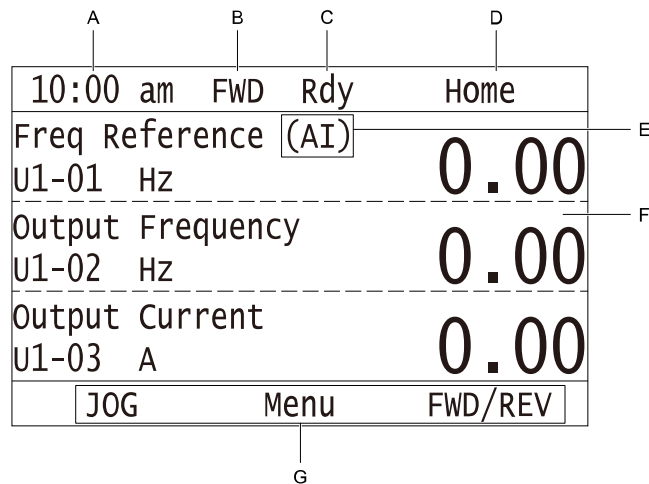 A B C D
10:00 am FWD Rdy Home
Freq Reference (AI) E
U1-01 Hz 0.00
F
Output Frequency
U1-02 Hz 0.00
Output Current
U1-03 A 0.00
JOG Menu FWD/REV
G